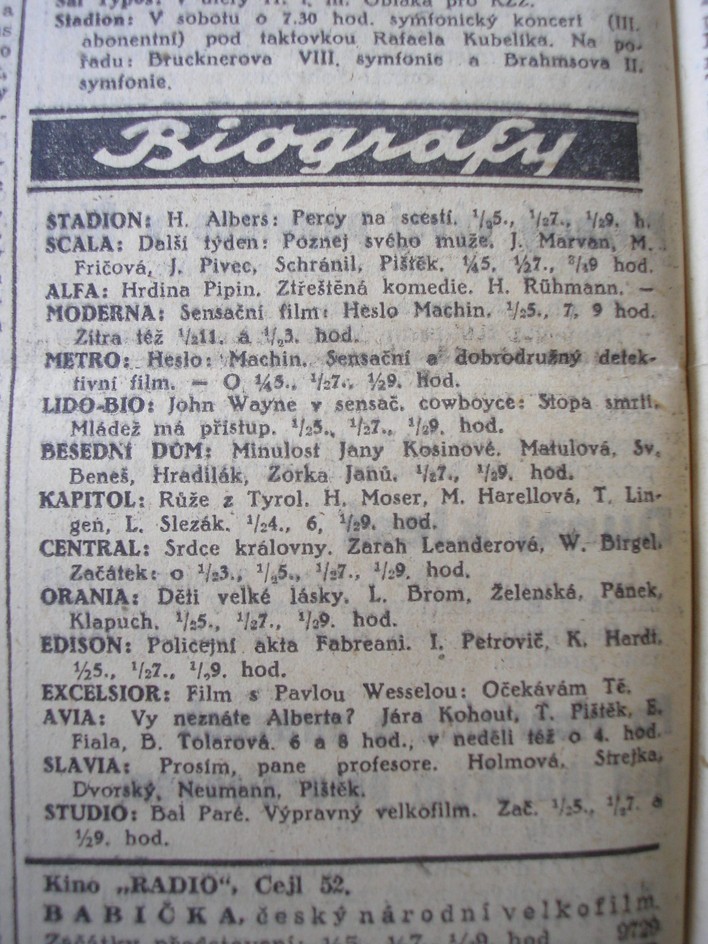 Stadion: V sobotu o 7.30 hod. symfonický koncert (III.
abonentní) pod taktovkou Rafaela Kubelíka. Na po-
řadu: Brucknerova VIII. symfonie a Brahmsova II.
symfonie.
Biografy
STADION: H. Albers: Percy na scestí. ½5., ½7., ½9. h.
SCALA: Další týden: Poznej svého muže. J. Marvan, M.
Fričová, J. Pivec, Schránil, Pištěk. ¼5. ½7., ¾9 hod.
ALFA: Hrdina Pipin. Ztřeštěná komedie. H. Rühmann. —
MODERNA: Sensační film: Heslo Machin. ½5., 7, 9 hod.
Zítra též ½11. a ½3. hod.
METRO: Heslo: Machin. Sensační a dobrodružný detek-
tivní film. — O ¼5., ½7., ½9. hod.
LIDO-BIO: John Wayne v sensač. cowboyce: Stopa smrti.
Mládež má přístup. ½5., ½7., ½9. hod.
BESEDNÍ DŮM: Minulost Jany Kosinové. Matulová, Sv.
Beneš, Hradilák, Zorka Janů. ½7., ½9. hod.
KAPITOL: Růže z Tyrol. H. Moser, M. Harellová, T. Lin-
gen, L. Slezák. ½4., 6, ½9. hod.
CENTRAL: Srdce královny. Zarah Leanderová, W. Birgel.
Začátek: o ½3., ½5., ½7., ½9. hod.
ORANIA: Děti velké lásky. L. Brom, Želenská, Pánek,
Klapuch. ½5., ½7., ½9. hod.
EDISON: Policejní akta Fabreani. I. Petrovič, K. Hardt.
½5., ½7., ½9. hod.
EXCELSIOR: Film s Pavlou Wesselou: Očekávám Tě.
AVIA: Vy neznáte Alberta? Jára Kohout, T. Pištěk, E.
Fiala, B. Tolarová. 6 a 8 hod., v neděli též o 4. hod.
SLAVIA: Prosím, pane profesore. Holmová, Strejka,
Dvorský, Neumann, Pištěk.
STUDIO: Bal Paré. Výpravný velkofilm. Zač. ½5., ½7. a
½9. hod.
Kino „RADIO“, Cejl 52.
BABIČKA, český národní velkofilm.
Začátky představení: hod. 9729